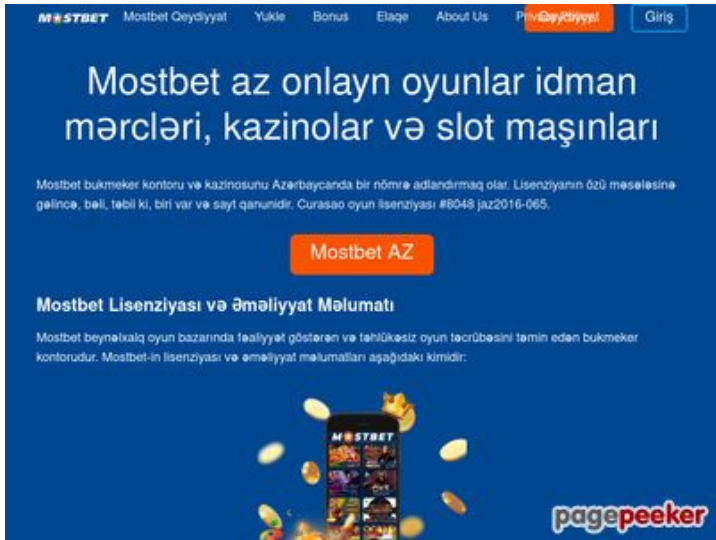 MOSTBET Mostbet Qeydiyyat Yukle Bonus Elaqe About Us Qeydiyyat Giriş
Mostbet az onlayn oyunlar idman
mərcləri, kazinolar və slot maşınları
Mostbet bukmeker kontoru və kazinosunu Azərbaycanda bir nömrə adlandırmaq olar. Lisenziyanın özü məsələsinə
gəlincə, bəli, təbii ki, biri var və sayt qanunidir. Curasao oyun lisenziyası #8048 jaz2016-065.
Mostbet AZ
Mostbet Lisenziyası və Əməliyyat Məlumatı
Mostbet beynəlxalq oyun bazarında fəaliyyət göstərən və təhlükəsiz oyun təcrübəsini təmin edən bukmeker
kontorudur. Mostbet-in lisenziyası və əməliyyat məlumatları aşağıdakı kimidir:
MOSTBET
pagepeeker